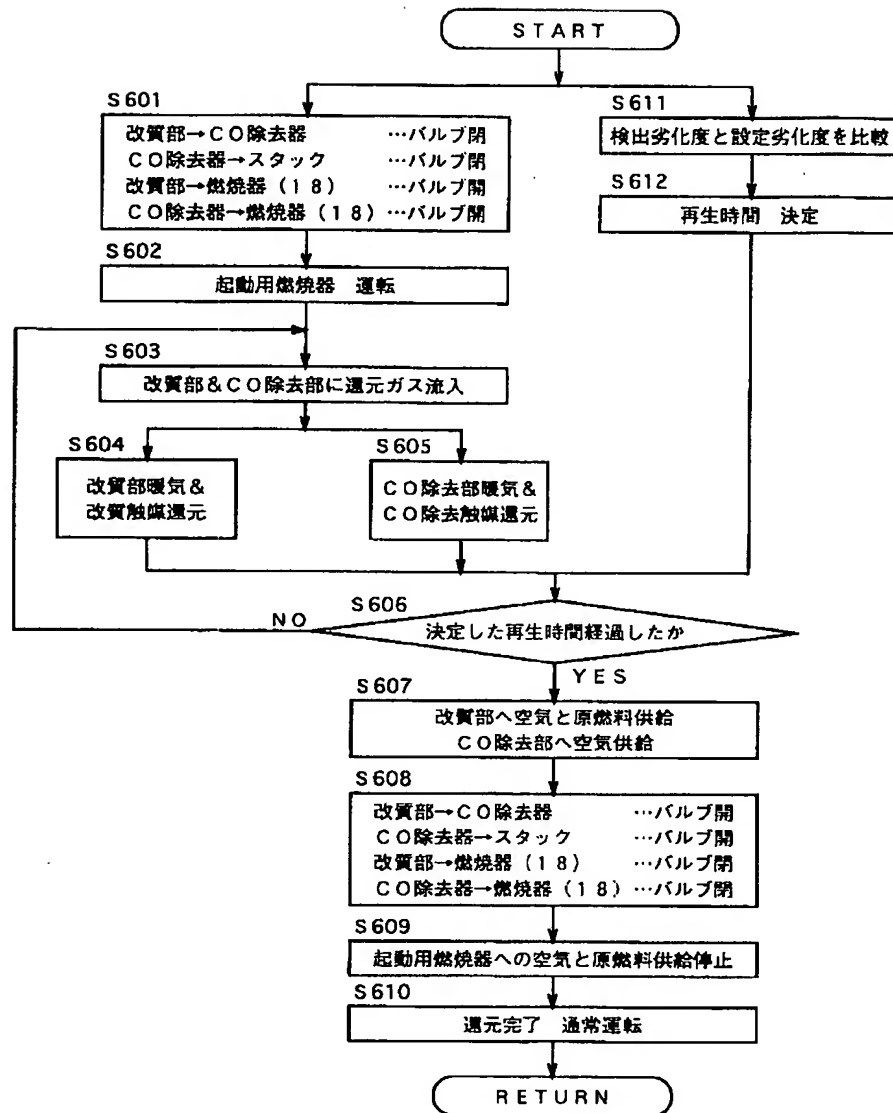 START
S601
改質部→CO除去器 …バルブ閉
CO除去器→スタック …バルブ閉
改質部→燃焼器(18) …バルブ開
CO除去器→燃焼器(18)…バルブ開
S611
検出劣化度と設定劣化度を比較
S612
再生時間 決定
S602
起動用燃焼器 運転
S603
改質部&CO除去部に還元ガス流入
S604
改質部暖気&
改質触媒還元
S605
CO除去部暖気&
CO除去触媒還元
S606
決定した再生時間経過したか
NO
YES
S607
改質部へ空気と原燃料供給
CO除去部へ空気供給
S608
改質部→CO除去器 …バルブ開
CO除去器→スタック …バルブ開
改質部→燃焼器(18) …バルブ閉
CO除去器→燃焼器(18)…バルブ閉
S609
起動用燃焼器への空気と原燃料供給停止
S610
還元完了 通常運転
RETURN